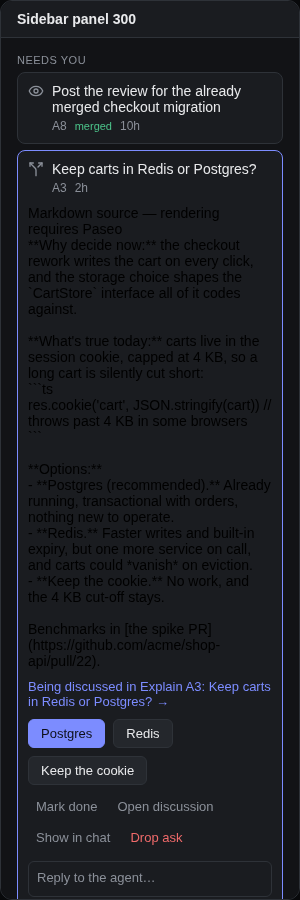 Sidebar panel 300
NEEDS YOU
Post the review for the already
merged checkout migration
A8 merged 10h
Keep carts in Redis or Postgres?
A3 2h
Markdown source — rendering
requires Paseo
**Why decide now:** the checkout
rework writes the cart on every click,
and the storage choice shapes the
`CartStore` interface all of it codes
against.
**What's true today:** carts live in the
session cookie, capped at 4 KB, so a
long cart is silently cut short:
```ts
res.cookie('cart', JSON.stringify(cart)) //
throws past 4 KB in some browsers
```
**Options:**
- **Postgres (recommended).** Already
running, transactional with orders,
nothing new to operate.
- **Redis.** Faster writes and built-in
expiry, but one more service on call,
and carts could *vanish* on eviction.
- **Keep the cookie.** No work, and
the 4 KB cut-off stays.
Benchmarks in [the spike PR]
(https://github.com/acme/shop-
api/pull/22).
Being discussed in Explain A3: Keep carts
in Redis or Postgres? →
Postgres Redis
Keep the cookie
Mark done Open discussion
Show in chat Drop ask
Reply to the agent…